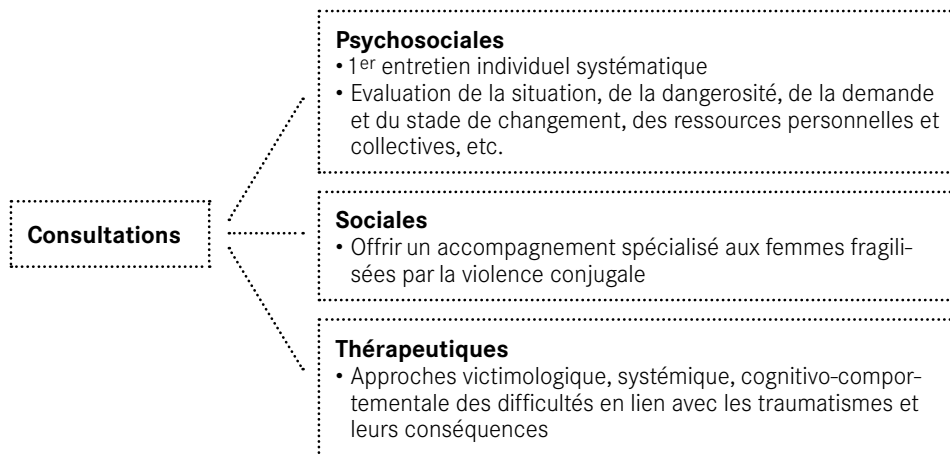 Psychosociales
• 1er entretien individuel systématique
• Evaluation de la situation, de la dangerosité, de la demande
et du stade de changement, des ressources personnelles et
collectives, etc.
Consultations
Sociales
• Offrir un accompagnement spécialisé aux femmes fragili-
sées par la violence conjugale
Thérapeutiques
• Approches victimologique, systémique, cognitivo-compor-
tementale des difficultés en lien avec les traumatismes et
leurs conséquences